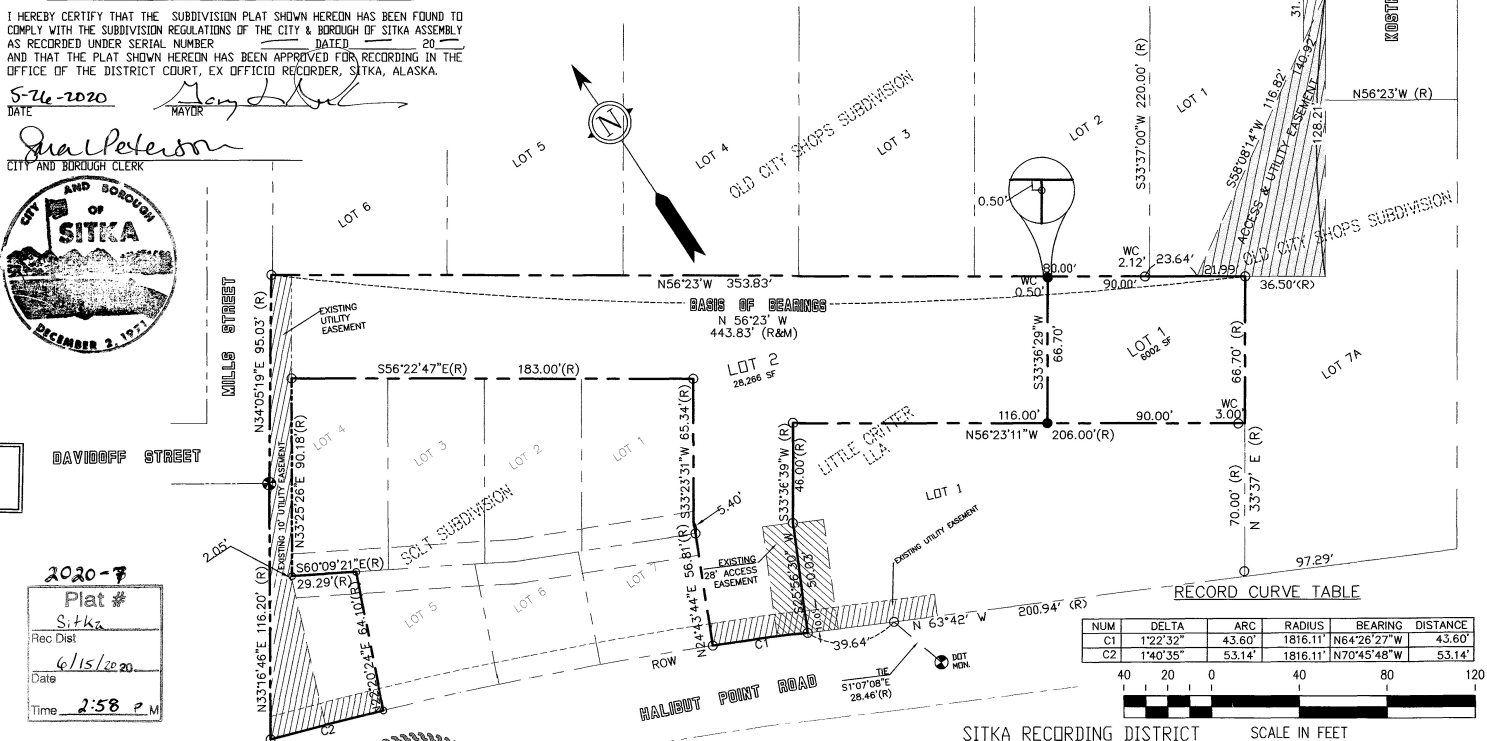 I HEREBY CERTIFY THAT THE SUBDIVISION PLAT SHOWN HEREON HAS BEEN FOUND TO
COMPLY WITH THE SUBDIVISION REGULATIONS OF THE CITY & BOROUGH OF SITKA ASSEMBLY
AS RECORDED UNDER SERIAL NUMBER DATED 20
AND THAT THE PLAT SHOWN HEREON HAS BEEN APPROVED FOR RECORDING IN THE
OFFICE OF THE DISTRICT COURT, EX OFFICIO RECORDER, SITKA, ALASKA.
5-26-2020
DATE
MAYOR
CITY AND BOROUGH CLERK
CITY AND BOROUGH
OF
SITKA
DECEMBER 2, 1971
N
LOT 6
LOT 5
LOT 4
LOT 3
LOT 2
LOT 1
OLD CITY SHOPS SUBDIVISION
S33°37'00"W 220.00' (R)
S58°08'14"W 116.82'
140.92'
31.
ACCESS & UTILITY EASEMENT
128.21'
N56°23'W (R)
OLD CITY SHOPS SUBDIVISION
0.50'
N56°23'W 353.83'
80.00'
WC
0.50'
90.00'
WC
2.12'
23.64'
21.99'
36.50'(R)
BASIS OF BEARINGS
N 56°23' W
443.83' (R&M)
MILLS STREET
N34°05'19"E 95.03' (R)
EXISTING
UTILITY
EASEMENT
S56°22'47"E(R) 183.00'(R)
LOT 2
28,266 SF
S33°36'29"W
66.70'
LOT 1
6002 SF
66.70' (R)
LOT 7A
WC
3.00'
116.00'
90.00'
N56°23'11"W 206.00'(R)
DAVIDOFF STREET
EXISTING 10' UTILITY EASEMENT
N33°25'26"E 90.18'(R)
LOT 4
LOT 3
LOT 2
LOT 1
S33°23'31"W 65.34'(R)
5.40'
SCLT SUBDIVISION
LITTLE CRITTER
LLA
S33°36'39"W (R)
46.00'(R)
LOT 1
EXISTING UTILITY EASEMENT
70.00' (R)
N 33°37' E (R)
97.29'
2.05'
S60°09'21"E(R)
29.29'(R)
N33°16'46"E 116.20' (R)
N22°20'24"E 64.10'(R)
LOT 5
LOT 6
LOT 7
N24°43'44"E 56.81'(R)
EXISTING
28' ACCESS
EASEMENT
S25°56'30" W
50.03'
10.01'
39.64'
N 63°42' W 200.94' (R)
C1
C2
ROW
HALIBUT POINT ROAD
TIE
S1°07'08"E
28.46'(R)
DOT
MON.
2020-7
Plat #
Sitka
Rec Dist
6/15/2020
Date
Time 2:58 P M
RECORD CURVE TABLE
NUM DELTA ARC RADIUS BEARING DISTANCE
C1 1°22'32" 43.60' 1816.11' N64°26'27"W 43.60'
C2 1°40'35" 53.14' 1816.11' N70°45'48"W 53.14'
40 20 0 40 80 120
SITKA RECORDING DISTRICT SCALE IN FEET